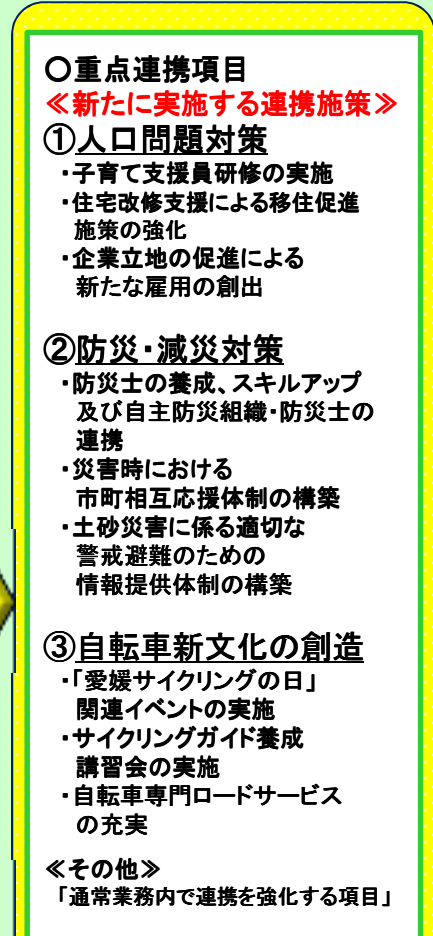 〇重点連携項目
≪新たに実施する連携施策≫
①人口問題対策
・子育て支援員研修の実施
・住宅改修支援による移住促進
施策の強化
・企業立地の促進による
新たな雇用の創出
②防災・減災対策
・防災士の養成、スキルアップ
及び自主防災組織・防災士の
連携
・災害時における
市町相互応援体制の構築
・土砂災害に係る適切な
警戒避難のための
情報提供体制の構築
③自転車新文化の創造
・「愛媛サイクリングの日」
関連イベントの実施
・サイクリングガイド養成
講習会の実施
・自転車専門ロードサービス
の充実
≪その他≫
「通常業務内で連携を強化する項目」